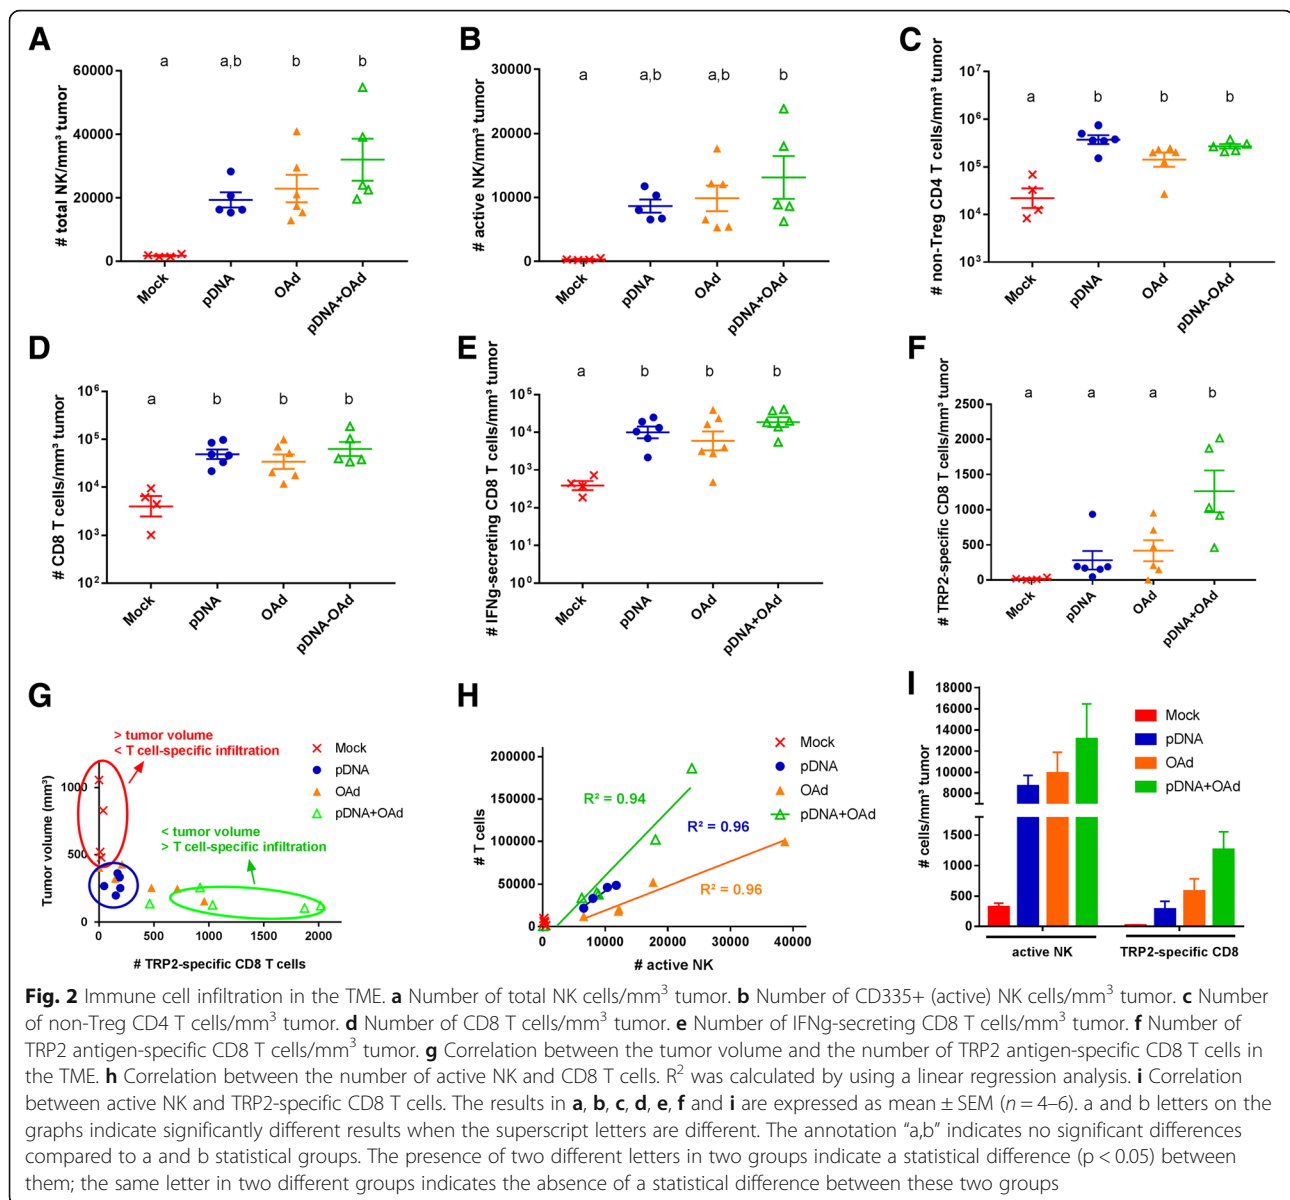 A
a
a,b
b
b
# total NK/mm³ tumor
60000
40000
20000
0
Mock
pDNA
OAd
pDNA+OAd
B
a
a,b
a,b
b
# active NK/mm³ tumor
30000
20000
10000
0
Mock
pDNA
OAd
pDNA+OAd
C
a
b
b
b
# non-Treg CD4 T cells/mm³ tumor
10⁷
10⁶
10⁵
10⁴
10³
Mock
pDNA
OAd
pDNA-OAd
D
a
b
b
b
# CD8 T cells/mm³ tumor
10⁶
10⁵
10⁴
10³
10²
Mock
pDNA
OAd
pDNA-OAd
E
a
b
b
b
# IFNg-secreting CD8 T cells/mm³ tumor
10⁵
10⁴
10³
10²
10¹
10⁰
Mock
pDNA
OAd
pDNA+OAd
F
a
a
a
b
# TRP2-specific CD8 T cells/mm³ tumor
2500
2000
1500
1000
500
0
Mock
pDNA
OAd
pDNA+OAd
G
> tumor volume
< T cell-specific infiltration
< tumor volume
> T cell-specific infiltration
Mock
pDNA
OAd
pDNA+OAd
Tumor volume (mm³)
1000
500
0
0
500
1000
1500
2000
# TRP2-specific CD8 T cells
H
# T cells
200000
150000
100000
50000
0
R² = 0.94
R² = 0.96
R² = 0.96
Mock
pDNA
OAd
pDNA+OAd
0
10000
20000
30000
40000
# active NK
I
# cells/mm³ tumor
18000
16000
14000
12000
10000
8000
1500
1000
500
0
Mock
pDNA
OAd
pDNA+OAd
active NK
TRP2-specific CD8
Fig. 2 Immune cell infiltration in the TME. a Number of total NK cells/mm³ tumor. b Number of CD335+ (active) NK cells/mm³ tumor. c Number
of non-Treg CD4 T cells/mm³ tumor. d Number of CD8 T cells/mm³ tumor. e Number of IFNg-secreting CD8 T cells/mm³ tumor. f Number of
TRP2 antigen-specific CD8 T cells/mm³ tumor. g Correlation between the tumor volume and the number of TRP2 antigen-specific CD8 T cells in
the TME. h Correlation between the number of active NK and CD8 T cells. R² was calculated by using a linear regression analysis. i Correlation
between active NK and TRP2-specific CD8 T cells. The results in a, b, c, d, e, f and i are expressed as mean ± SEM (n = 4–6). a and b letters on the
graphs indicate significantly different results when the superscript letters are different. The annotation “a,b” indicates no significant differences
compared to a and b statistical groups. The presence of two different letters in two groups indicate a statistical difference (p < 0.05) between
them; the same letter in two different groups indicates the absence of a statistical difference between these two groups